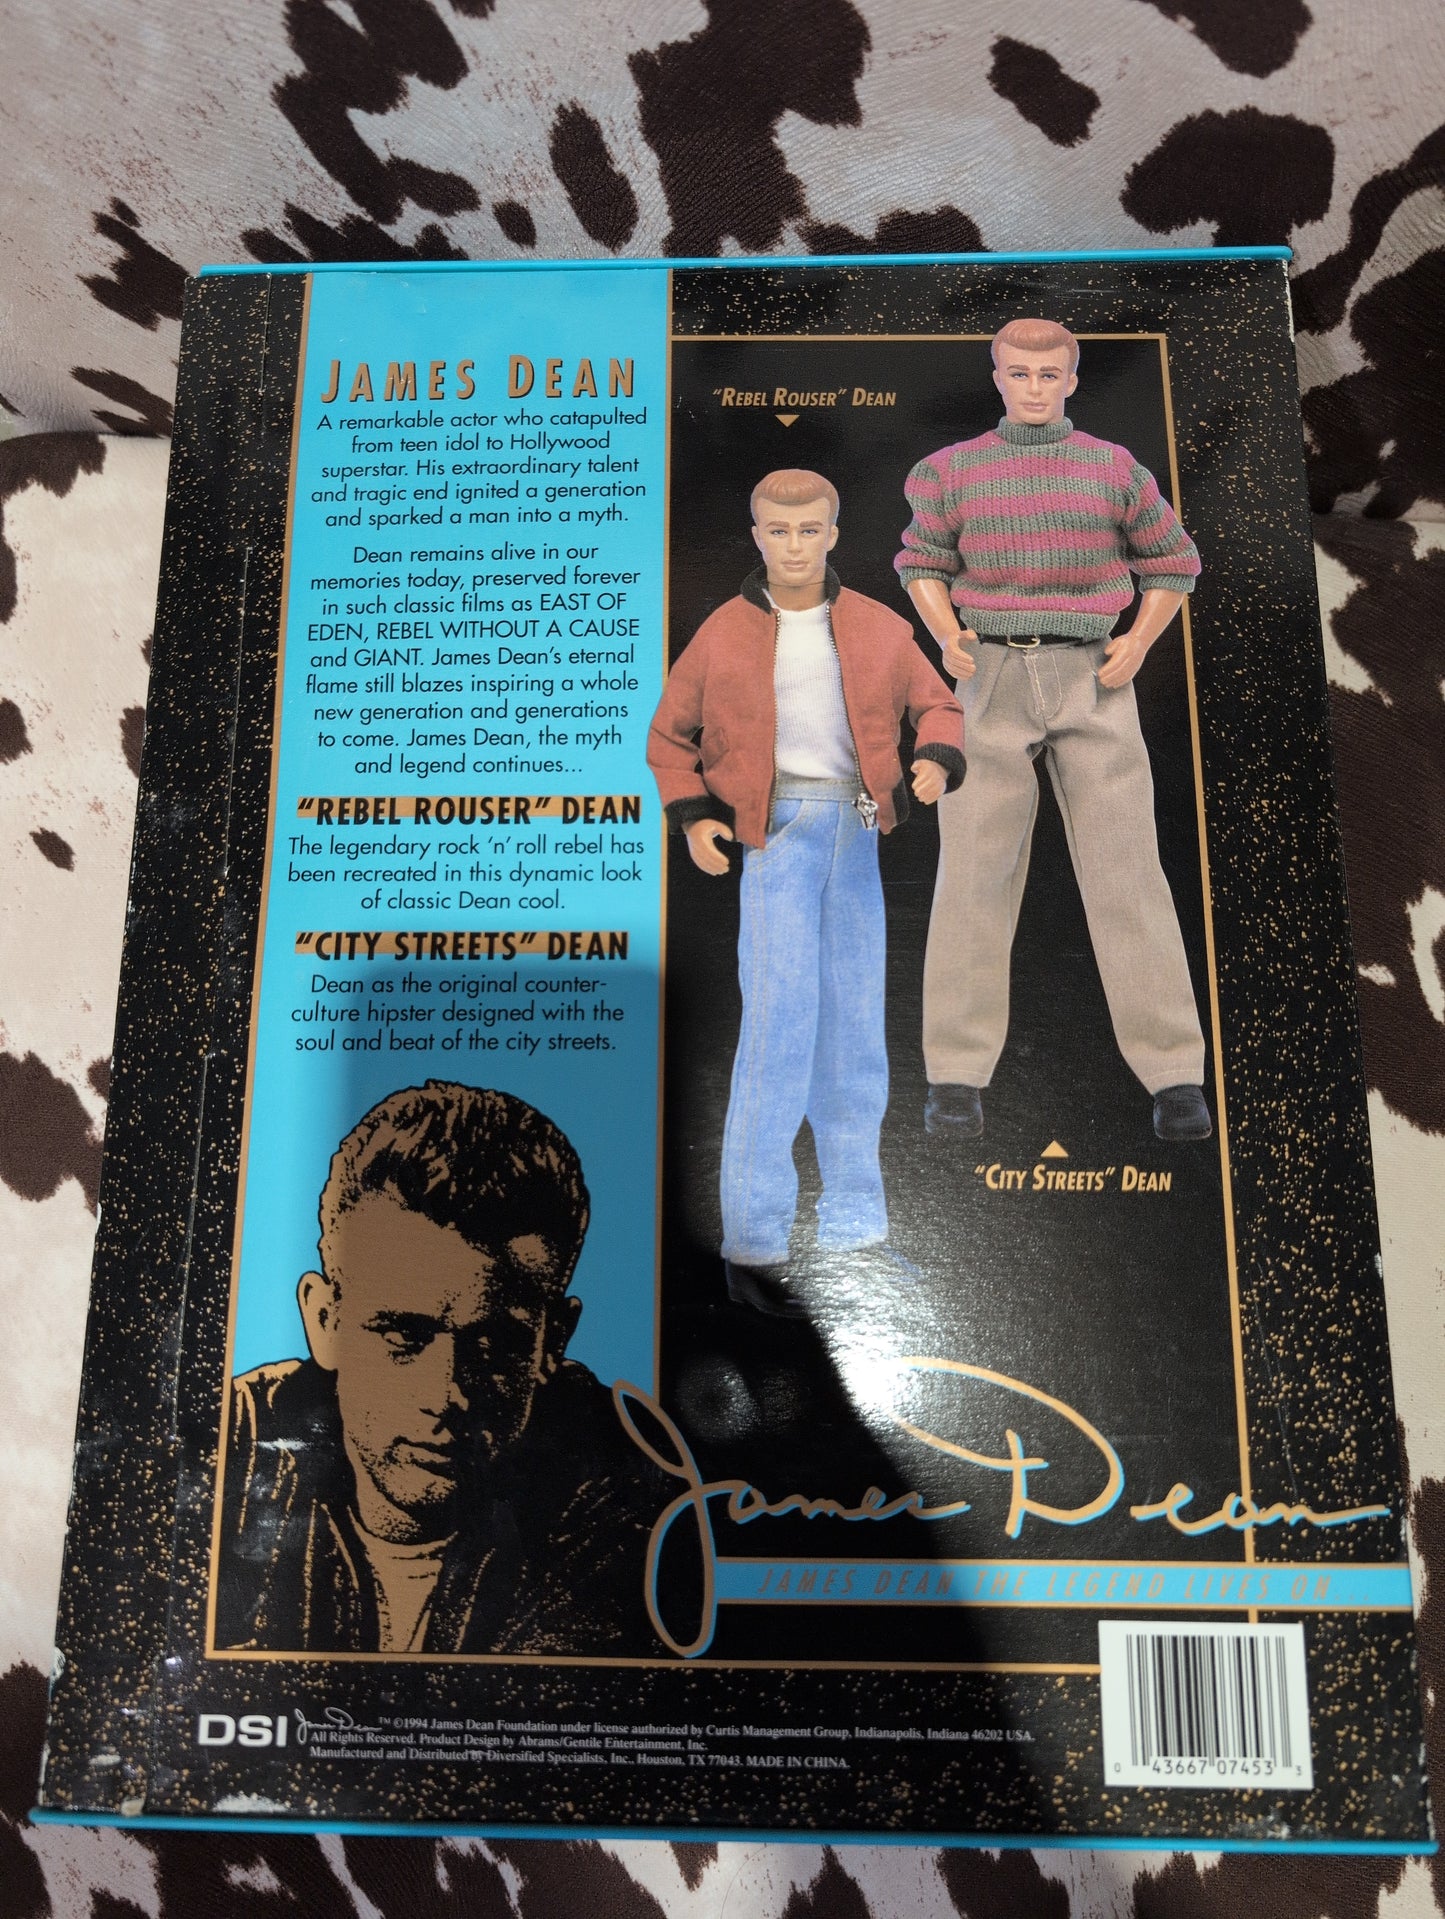 JAMES DEAN
A remarkable actor who catapulted
from teen idol to Hollywood
superstar. His extraordinary talent
and tragic end ignited a generation
and sparked a man into a myth.
Dean remains alive in our
memories today, preserved forever
in such classic films as EAST OF
EDEN, REBEL WITHOUT A CAUSE
and GIANT. James Dean's eternal
flame still blazes inspiring a whole
new generation and generations
to come. James Dean, the myth
and legend continues...
"REBEL ROUSER" DEAN
The legendary rock 'n' roll rebel has
been recreated in this dynamic look
of classic Dean cool.
"CITY STREETS" DEAN
Dean as the original counter-
culture hipster designed with the
soul and beat of the city streets.
"REBEL ROUSER" DEAN
"CITY STREETS" DEAN
James Dean
JAMES DEAN THE LEGEND LIVES ON...
DSI James Dean ™ ©1994 James Dean Foundation under license authorized by Curtis Management Group, Indianapolis, Indiana 46202 USA.
All Rights Reserved. Product Design by Abrams/Gentile Entertainment, Inc.
Manufactured and Distributed by Diversified Specialists, Inc., Houston, TX 77043. MADE IN CHINA.
0 43667 07453 3